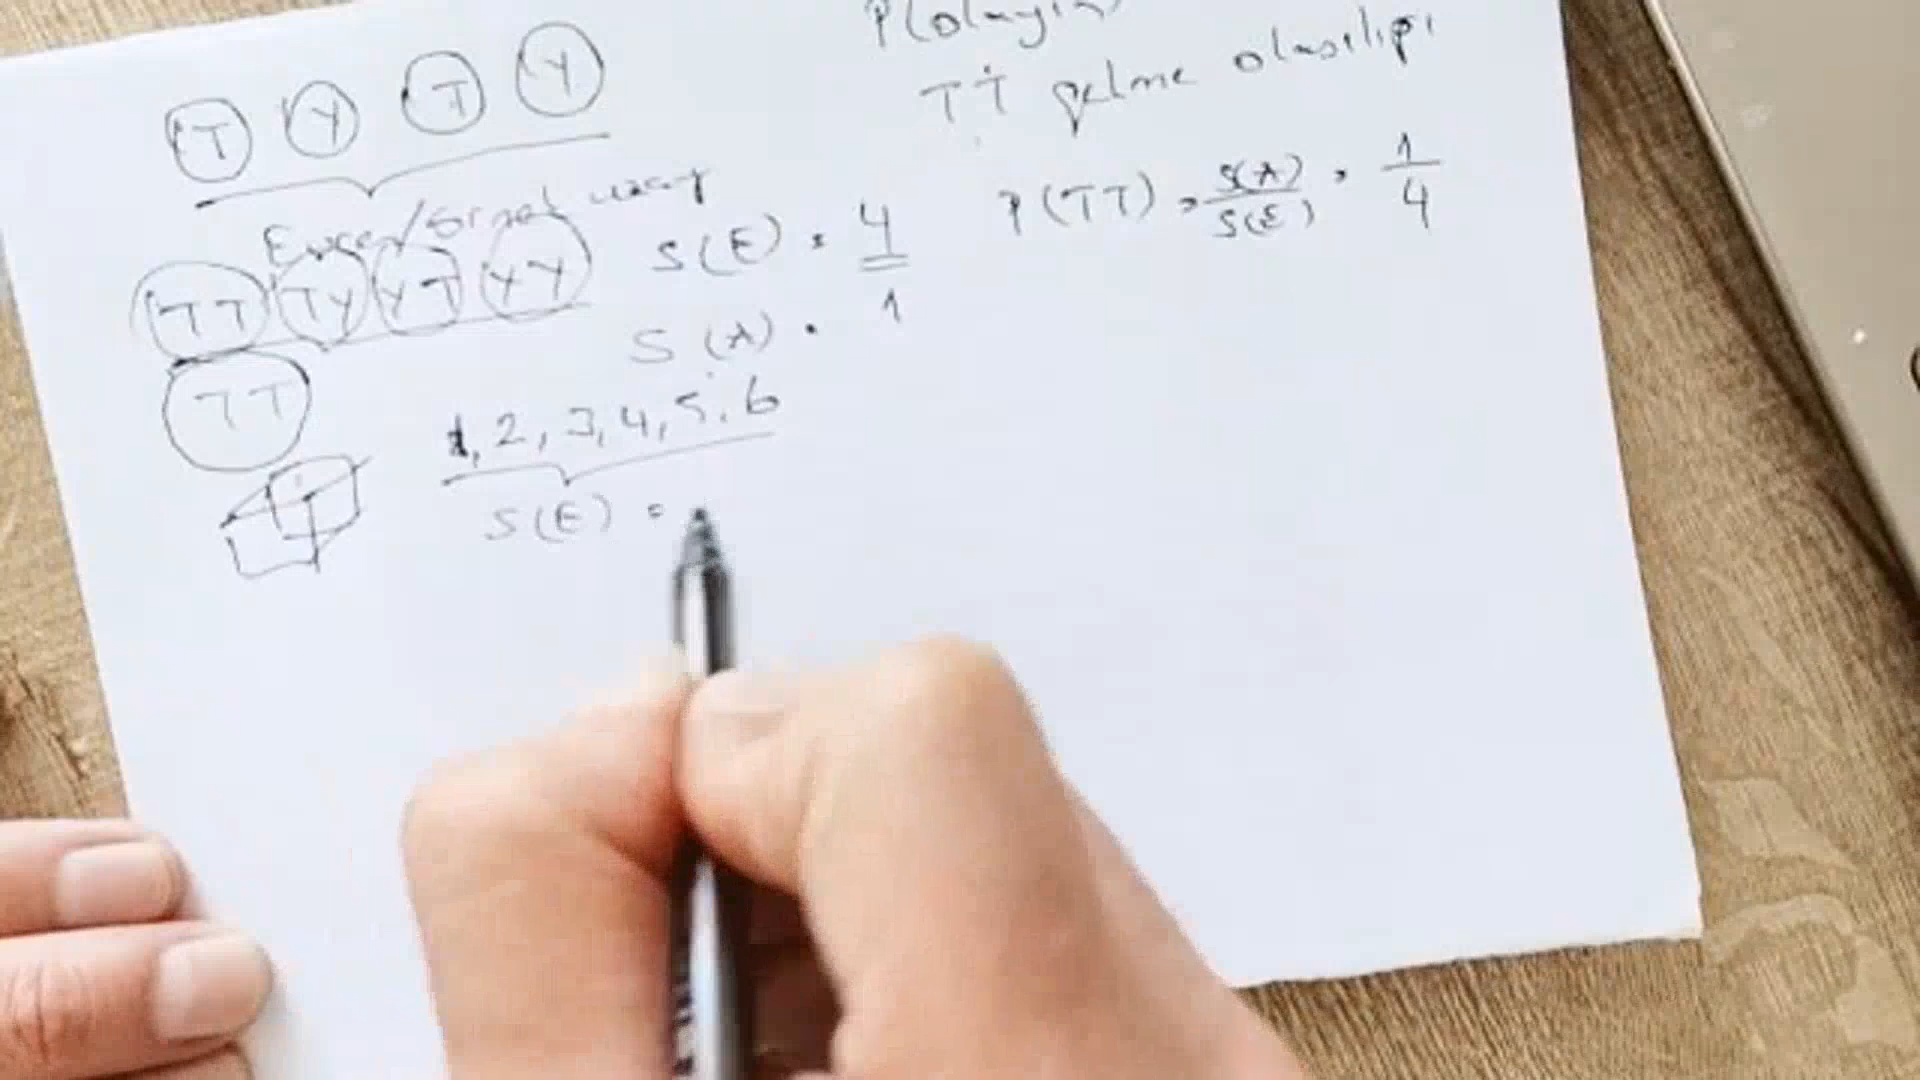 P(olayın)
TT gelme olasılığı
P(TT) = S(A)/S(E) = 1/4
T Y T Y
Evren/örnek uzay
S(E) = 4
TT TY YT YY
S(A) = 1
TT
1, 2, 3, 4, 5, 6
S(E) =